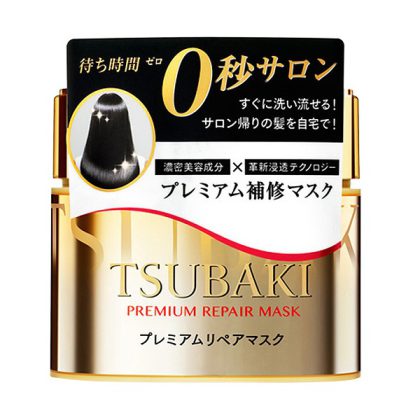 待ち時間 ゼロ 0秒サロン
すぐに洗い流せる!
サロン帰りの髪を自宅で!
濃密美容成分 × 革新浸透テクノロジー
プレミアム補修マスク
TSUBAKI
PREMIUM REPAIR MASK
プレミアムリペアマスク